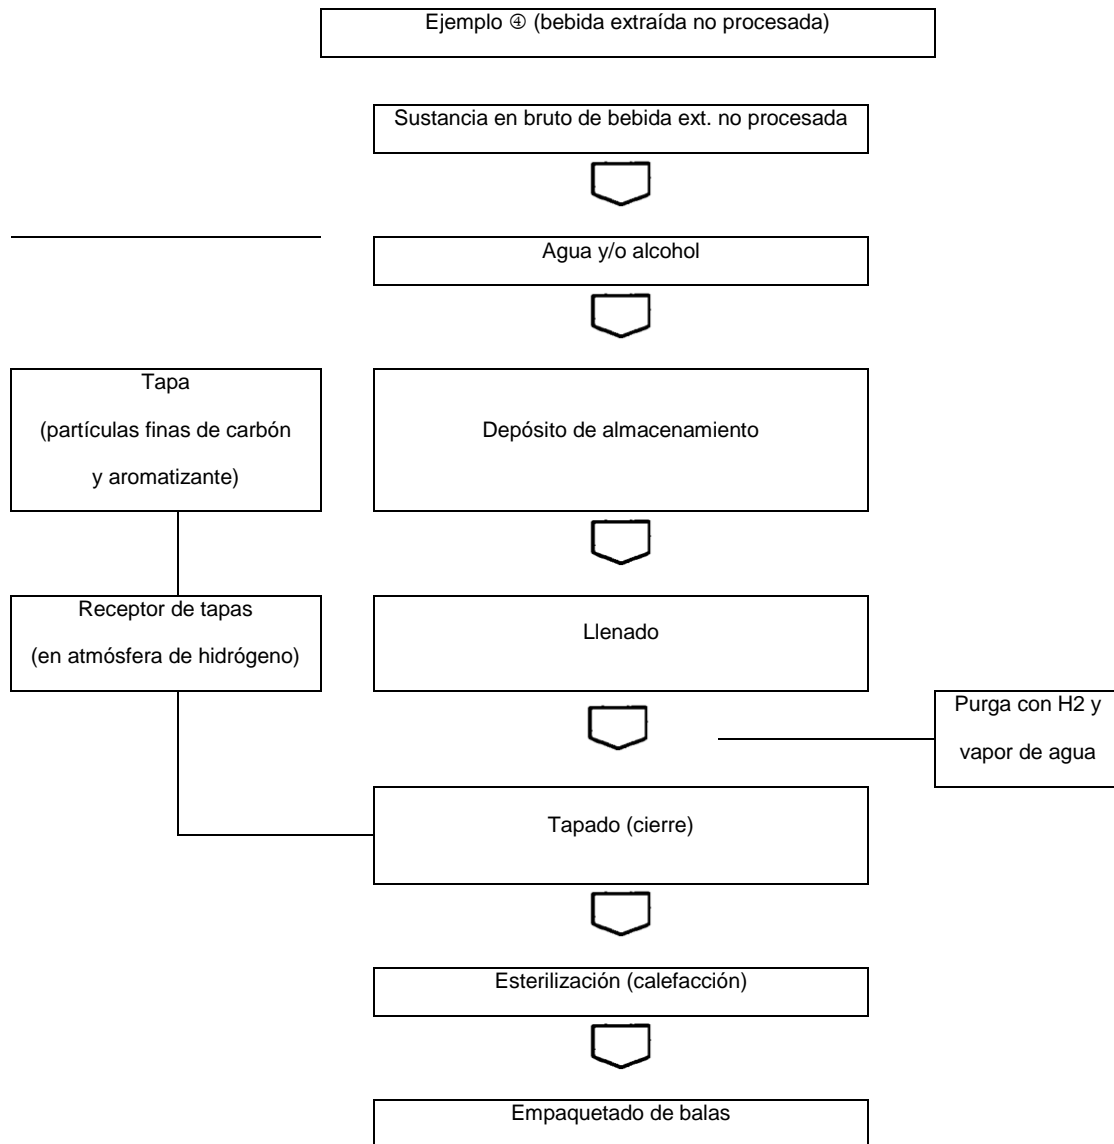 Ejemplo ④ (bebida extraída no procesada)
Sustancia en bruto de bebida ext. no procesada
Agua y/o alcohol
Tapa
(partículas finas de carbón
y aromatizante)
Depósito de almacenamiento
Receptor de tapas
(en atmósfera de hidrógeno)
Llenado
Purga con H2 y
vapor de agua
Tapado (cierre)
Esterilización (calefacción)
Empaquetado de balas